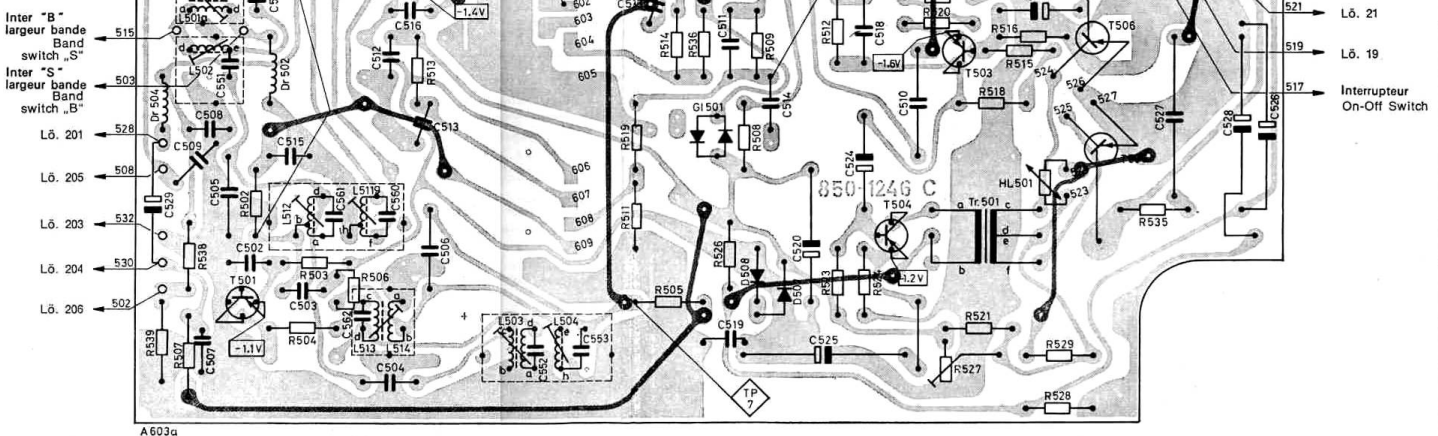 Inter "B"
largeur bande
Band
switch „S"
Inter "S"
largeur bande
Band
switch „B"
Lö. 201
Lö. 205
Lö. 203
Lö. 204
Lö. 206
515
503
528
508
532
530
502
L501a
d
e
L502
C551
Dr 504
Dr 502
C508
C509
C529
C505
R502
C515
R538
C502
T501
-1.1V
R539
R507
C507
R504
C503
R503
R506
C562
L513
514
c
d
a
b
C504
L512
C561
L5119
C560
a
b
f
C506
C516
-1.4V
C512
R513
C513
602
603
604
605
606
607
608
609
L503
L504
C552
C553
d
e
b
a
h
R514
R536
C511
R509
C514
GI501
R519
R508
R511
R526
D508
C520
R505
C519
C525
TP
7
R512
C518
-1.6V
R516
R515
T503
C510
R518
C524
850-1246 C
T504
-1.2V
R523
Tr.501
a
b
c
d
e
f
R521
R527
R529
R528
T506
524
526
525
527
HL501
523
C527
R535
C528
C526
521
519
517
Lö. 21
Lö. 19
Interrupteur
On-Off Switch
A603a